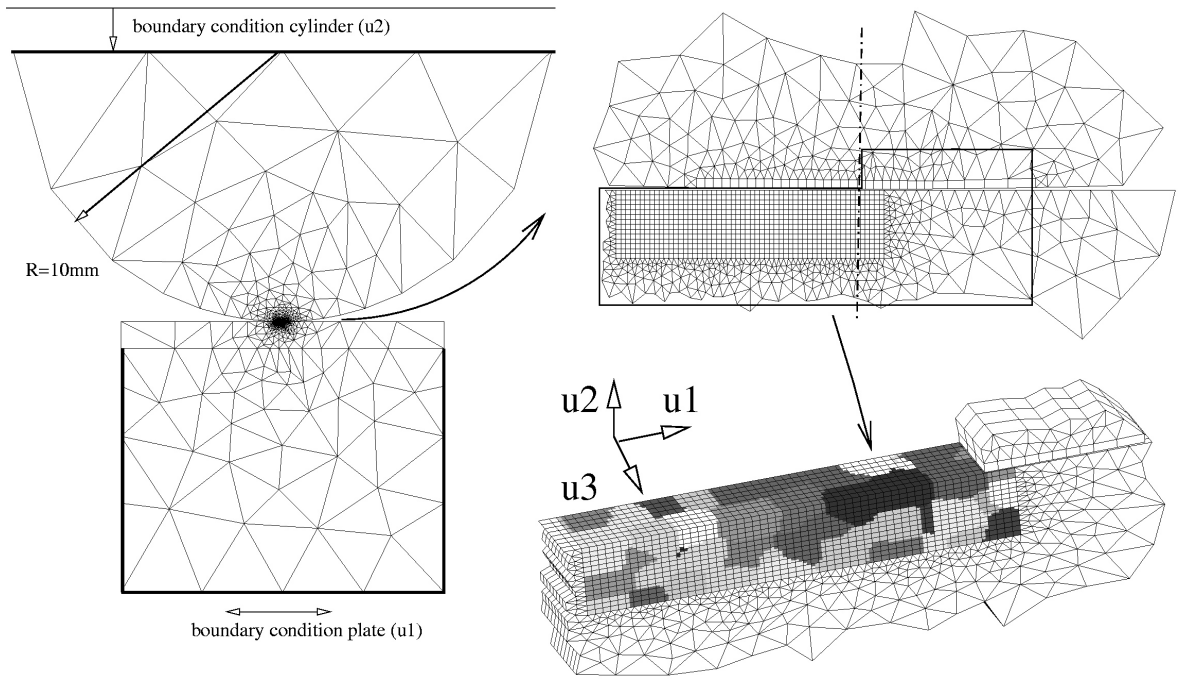 boundary condition cylinder (u2)
R=10mm
boundary condition plate (u1)
u2
u1
u3